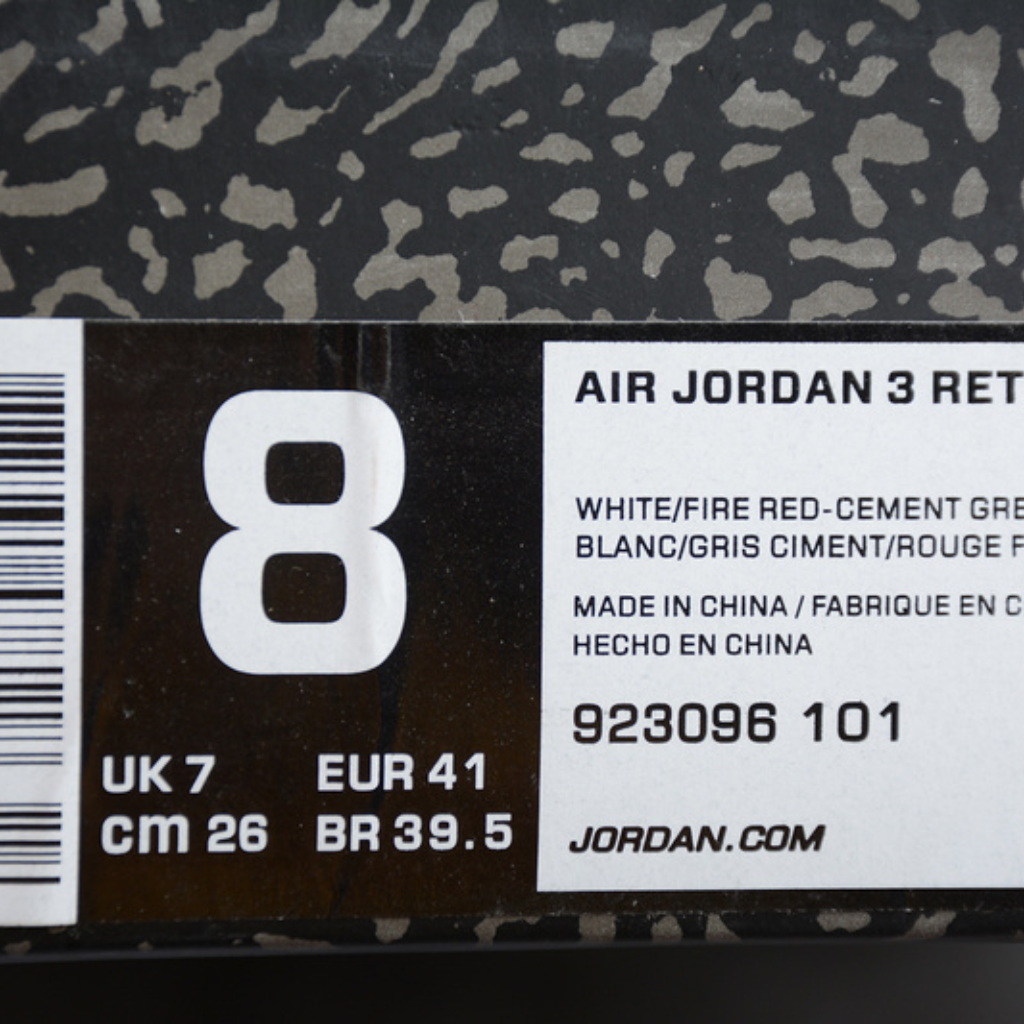 8
UK 7 EUR 41
cm 26 BR 39.5
AIR JORDAN 3 RET
WHITE/FIRE RED-CEMENT GRE
BLANC/GRIS CIMENT/ROUGE F
MADE IN CHINA / FABRIQUE EN C
HECHO EN CHINA
923096 101
JORDAN.COM